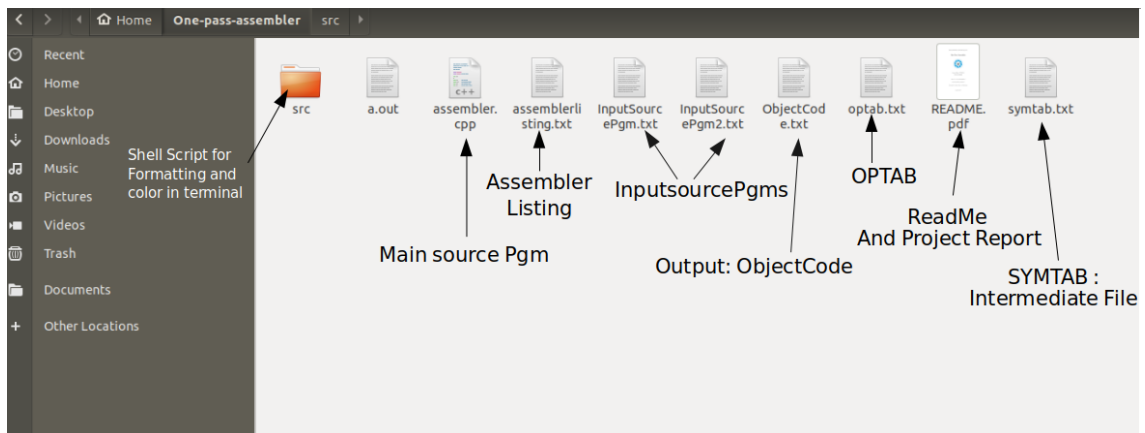 Home One-pass-assembler src
Recent
Home
Desktop
Downloads
Music
Pictures
Videos
Trash
Documents
Other Locations
Shell Script for
Formatting and
color in terminal
src
a.out
assembler.
cpp
assemblerli
sting.txt
InputSourc
ePgm.txt
InputSourc
ePgm2.txt
ObjectCod
e.txt
optab.txt
README.
pdf
symtab.txt
Main source Pgm
Assembler
Listing
InputsourcePgms
Output: ObjectCode
OPTAB
ReadMe
And Project Report
SYMTAB :
Intermediate File